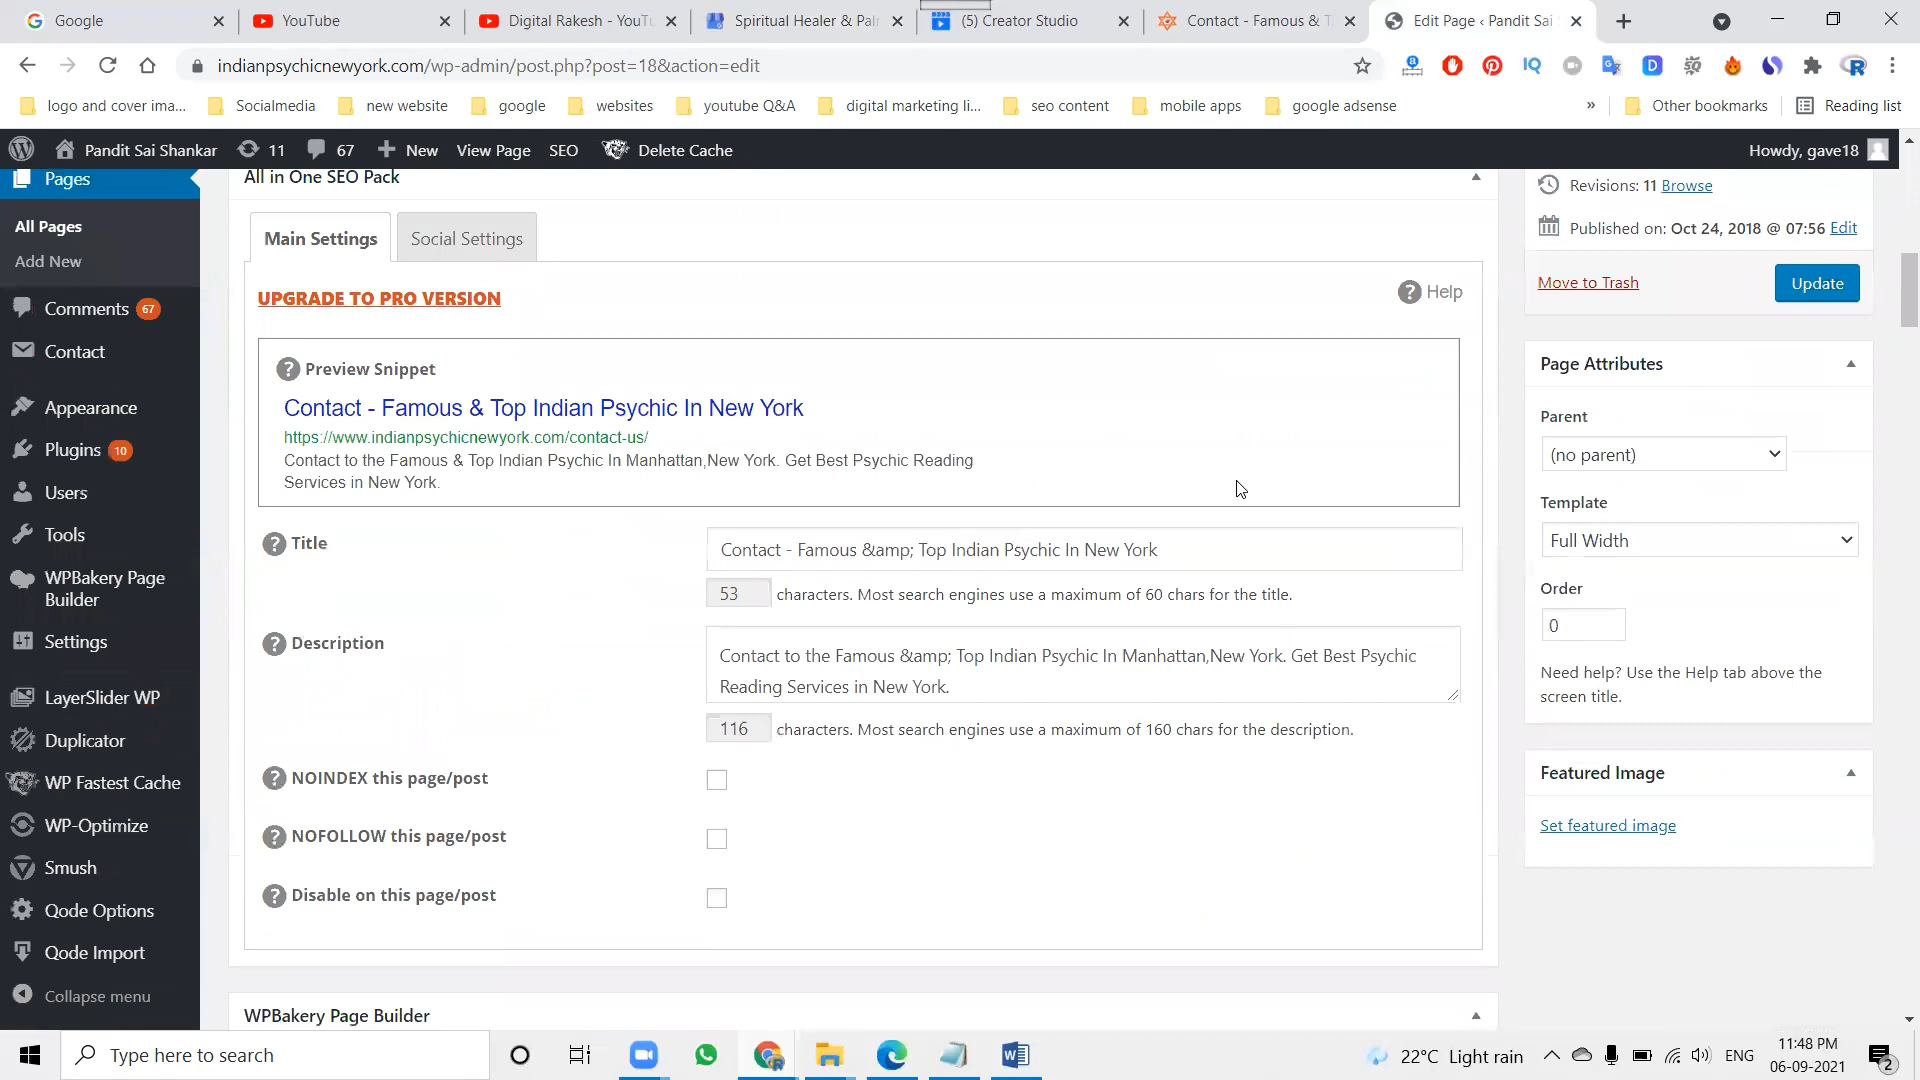 Google
YouTube
Digital Rakesh - YouTu
Spiritual Healer & Paln
(5) Creator Studio
Contact - Famous & T
Edit Page ‹ Pandit Sai
indianpsychicnewyork.com/wp-admin/post.php?post=18&action=edit
logo and cover ima...
Socialmedia
new website
google
websites
youtube Q&A
digital marketing li...
seo content
mobile apps
google adsense
»
Other bookmarks
Reading list
Pandit Sai Shankar
11
67
New
View Page
SEO
Delete Cache
Howdy, gave18
Pages
All Pages
Add New
Comments 67
Contact
Appearance
Plugins 10
Users
Tools
WPBakery Page
Builder
Settings
LayerSlider WP
Duplicator
WP Fastest Cache
WP-Optimize
Smush
Qode Options
Qode Import
Collapse menu
All in One SEO Pack
Main Settings
Social Settings
UPGRADE TO PRO VERSION
Help
Preview Snippet
Contact - Famous & Top Indian Psychic In New York
https://www.indianpsychicnewyork.com/contact-us/
Contact to the Famous & Top Indian Psychic In Manhattan,New York. Get Best Psychic Reading
Services in New York.
Title
Contact - Famous &amp; Top Indian Psychic In New York
53 characters. Most search engines use a maximum of 60 chars for the title.
Description
Contact to the Famous &amp; Top Indian Psychic In Manhattan,New York. Get Best Psychic
Reading Services in New York.
116 characters. Most search engines use a maximum of 160 chars for the description.
NOINDEX this page/post
NOFOLLOW this page/post
Disable on this page/post
WPBakery Page Builder
Revisions: 11 Browse
Published on: Oct 24, 2018 @ 07:56 Edit
Move to Trash
Update
Page Attributes
Parent
(no parent)
Template
Full Width
Order
0
Need help? Use the Help tab above the
screen title.
Featured Image
Set featured image
Type here to search
22°C Light rain
ENG
11:48 PM
06-09-2021
2